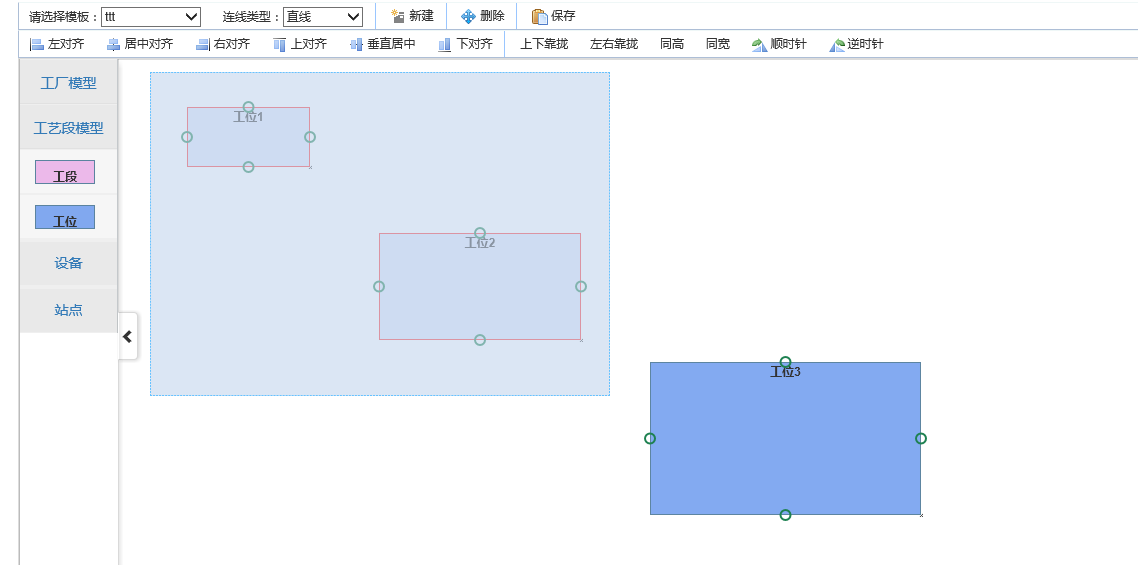 请选择模板： ttt 连线类型： 直线 新建 删除 保存
左对齐 居中对齐 右对齐 上对齐 垂直居中 下对齐 上下靠拢 左右靠拢 同高 同宽 顺时针 逆时针
工厂模型
工艺段模型
工段
工位
设备
站点
工位1
工位2
工位3